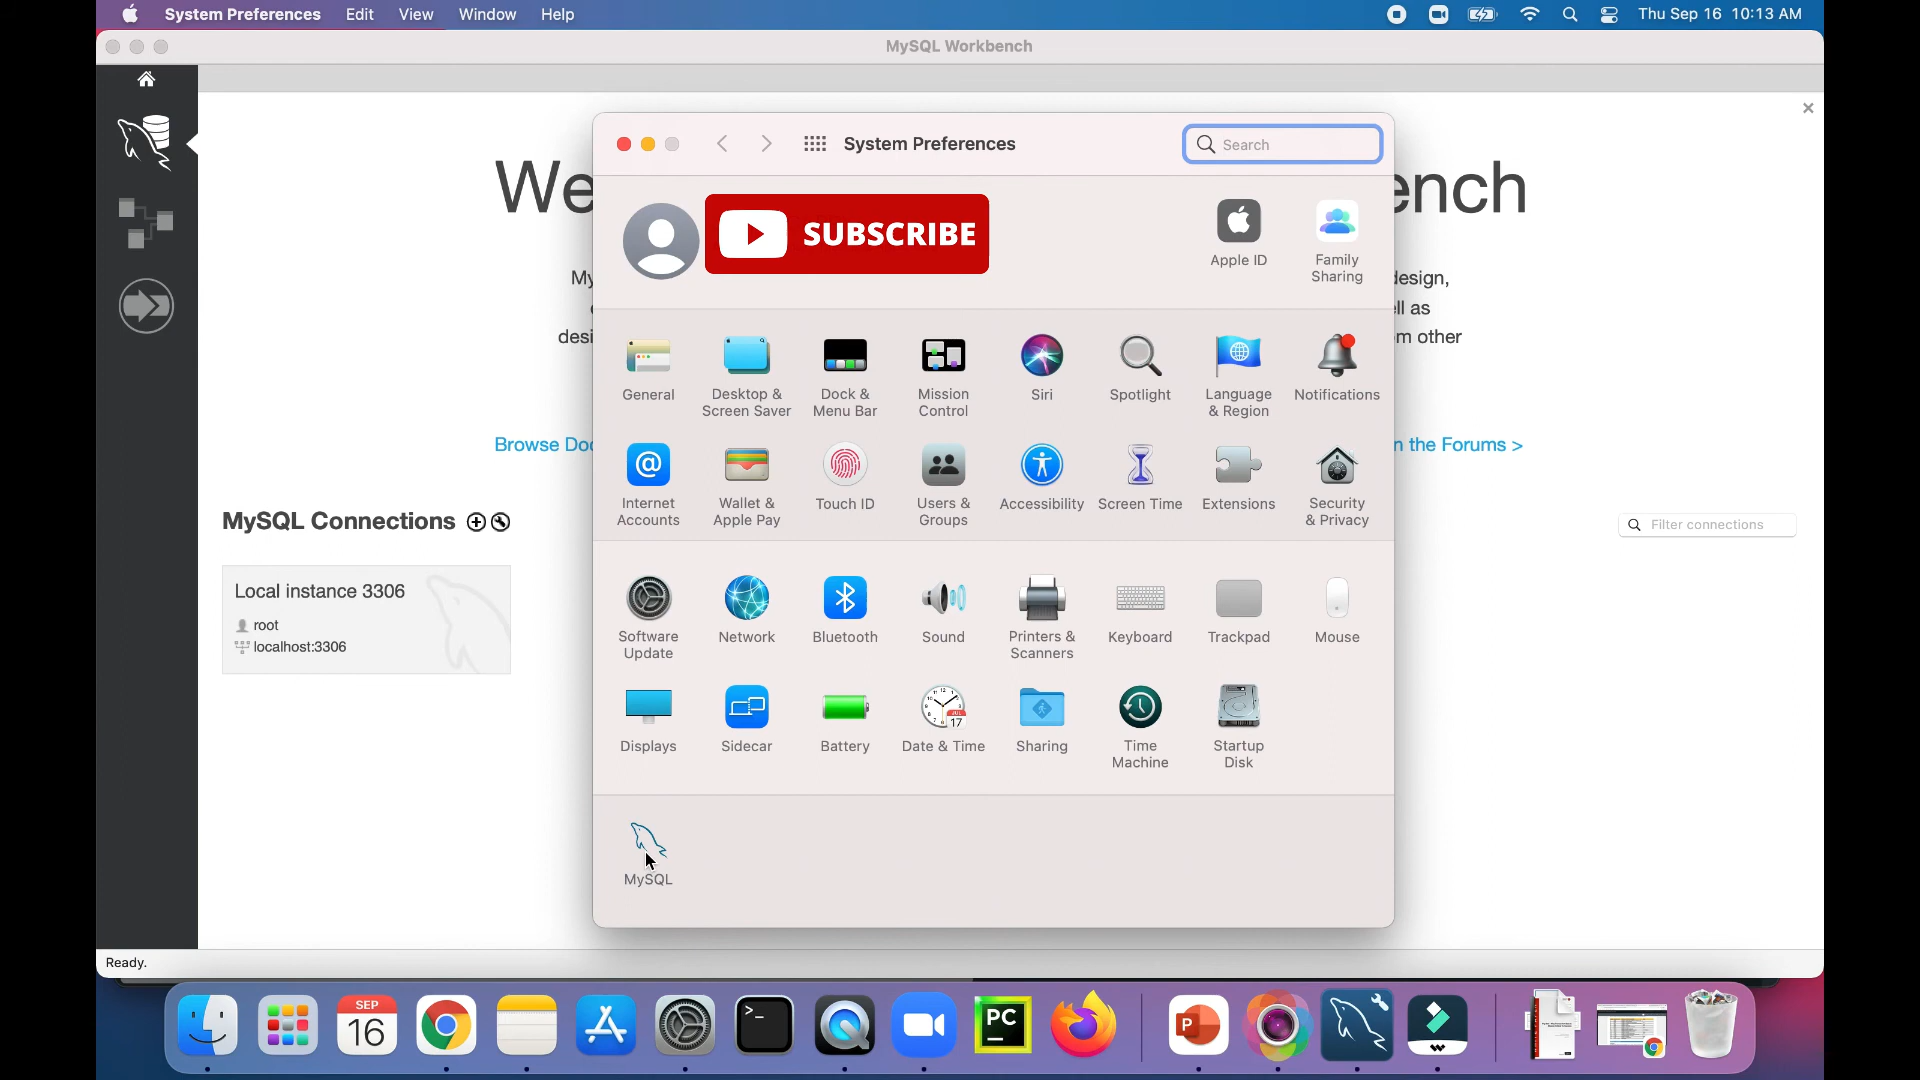 System Preferences Edit View Window Help Thu Sep 16 10:13 AM
MySQL Workbench
System Preferences Search
We ench
SUBSCRIBE
Apple ID
Family
Sharing
My esign,
ll as
desi m other
General
Desktop &
Screen Saver
Dock &
Menu Bar
Mission
Control
Siri
Spotlight
Language
& Region
Notifications
Browse Doc n the Forums >
Internet
Accounts
Wallet &
Apple Pay
Touch ID
Users &
Groups
Accessibility
Screen Time
Extensions
Security
& Privacy
MySQL Connections
Filter connections
Local instance 3306
root
localhost:3306
Software
Update
Network
Bluetooth
Sound
Printers &
Scanners
Keyboard
Trackpad
Mouse
Displays
Sidecar
Battery
JUL
17
Date & Time
Sharing
Time
Machine
Startup
Disk
MySQL
Ready.
SEP
16
>_
PC
P